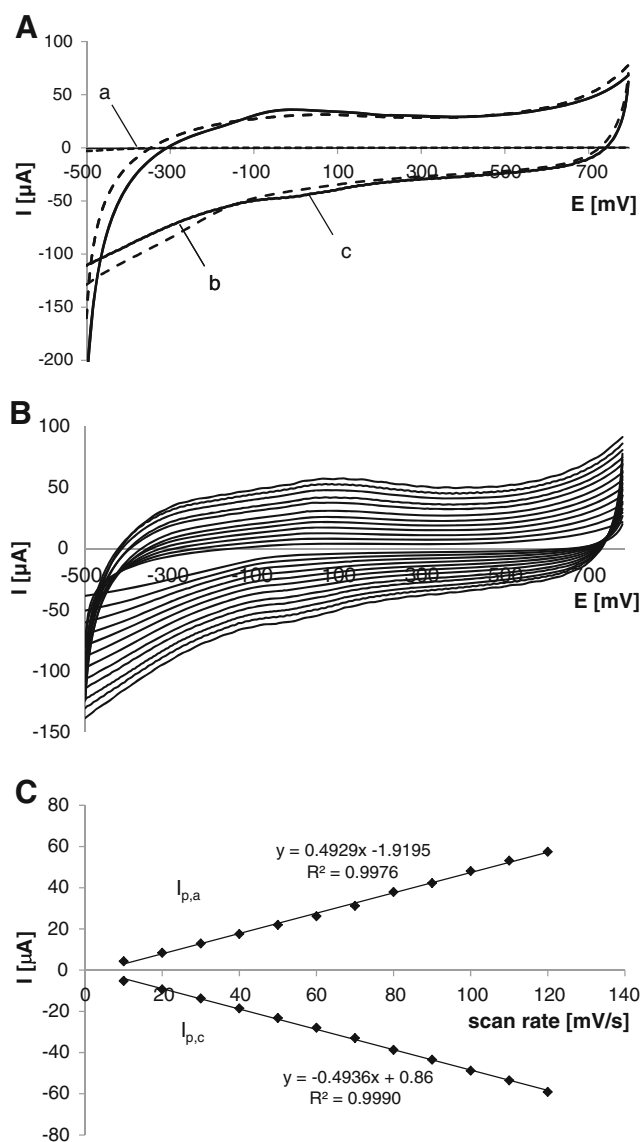 A
100
50
0
-50
-100
-150
-200
-500 -300 -100 100 300 500 700
I [µA]
E [mV]
a
b
c
B
100
50
0
-50
-100
-150
-500 -300 -100 100 300 500 700
I [µA]
E [mV]
C
80
60
40
20
0
-20
-40
-60
-80
0 20 40 60 80 100 120 140
I [µA]
scan rate [mV/s]
y = 0.4929x -1.9195
R² = 0.9976
Ip,a
Ip,c
y = -0.4936x + 0.86
R² = 0.9990